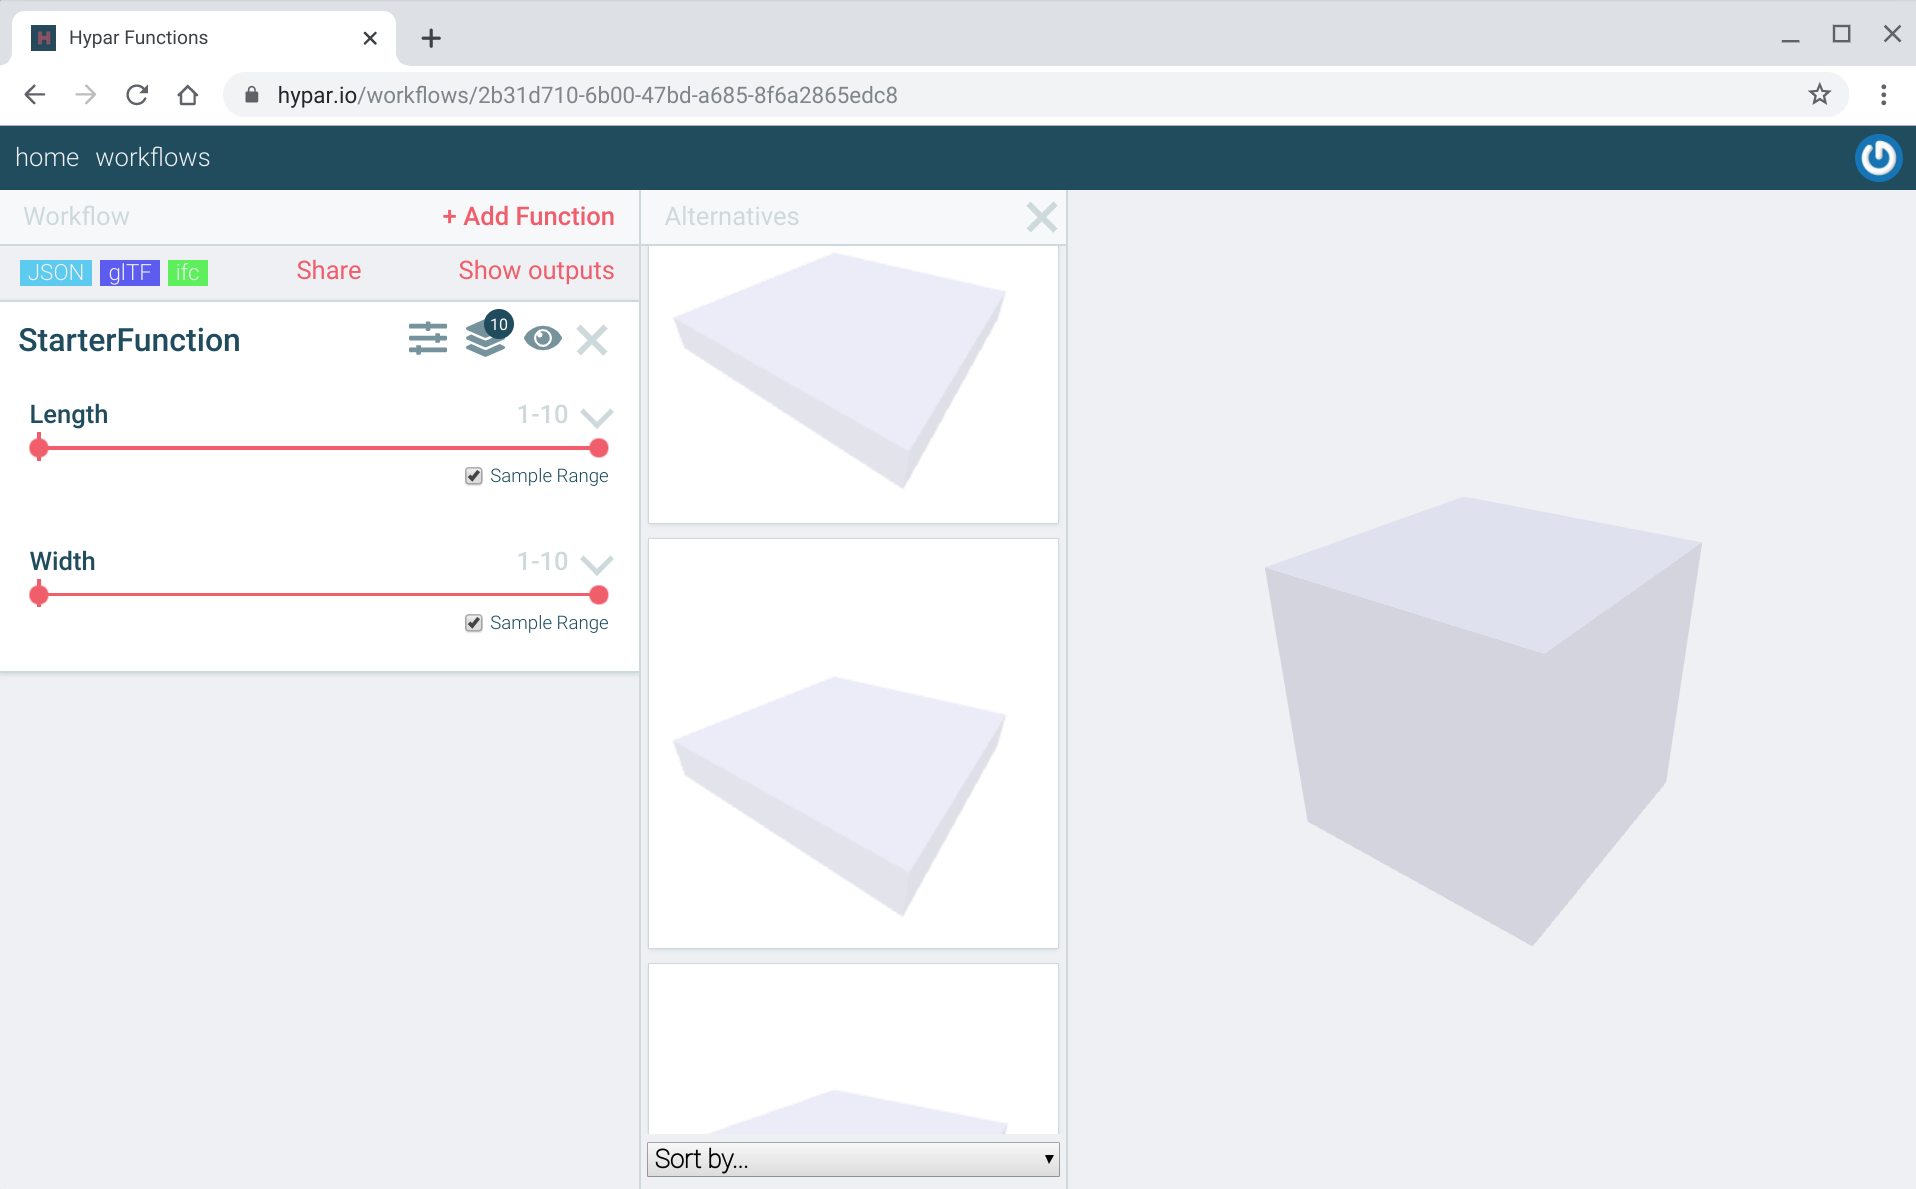 Hypar Functions
hypar.io/workflows/2b31d710-6b00-47bd-a685-8f6a2865edc8
home workflows
Workflow + Add Function
JSON glTF ifc Share Show outputs
StarterFunction 10
Length 1-10
Sample Range
Width 1-10
Sample Range
Alternatives
Sort by...